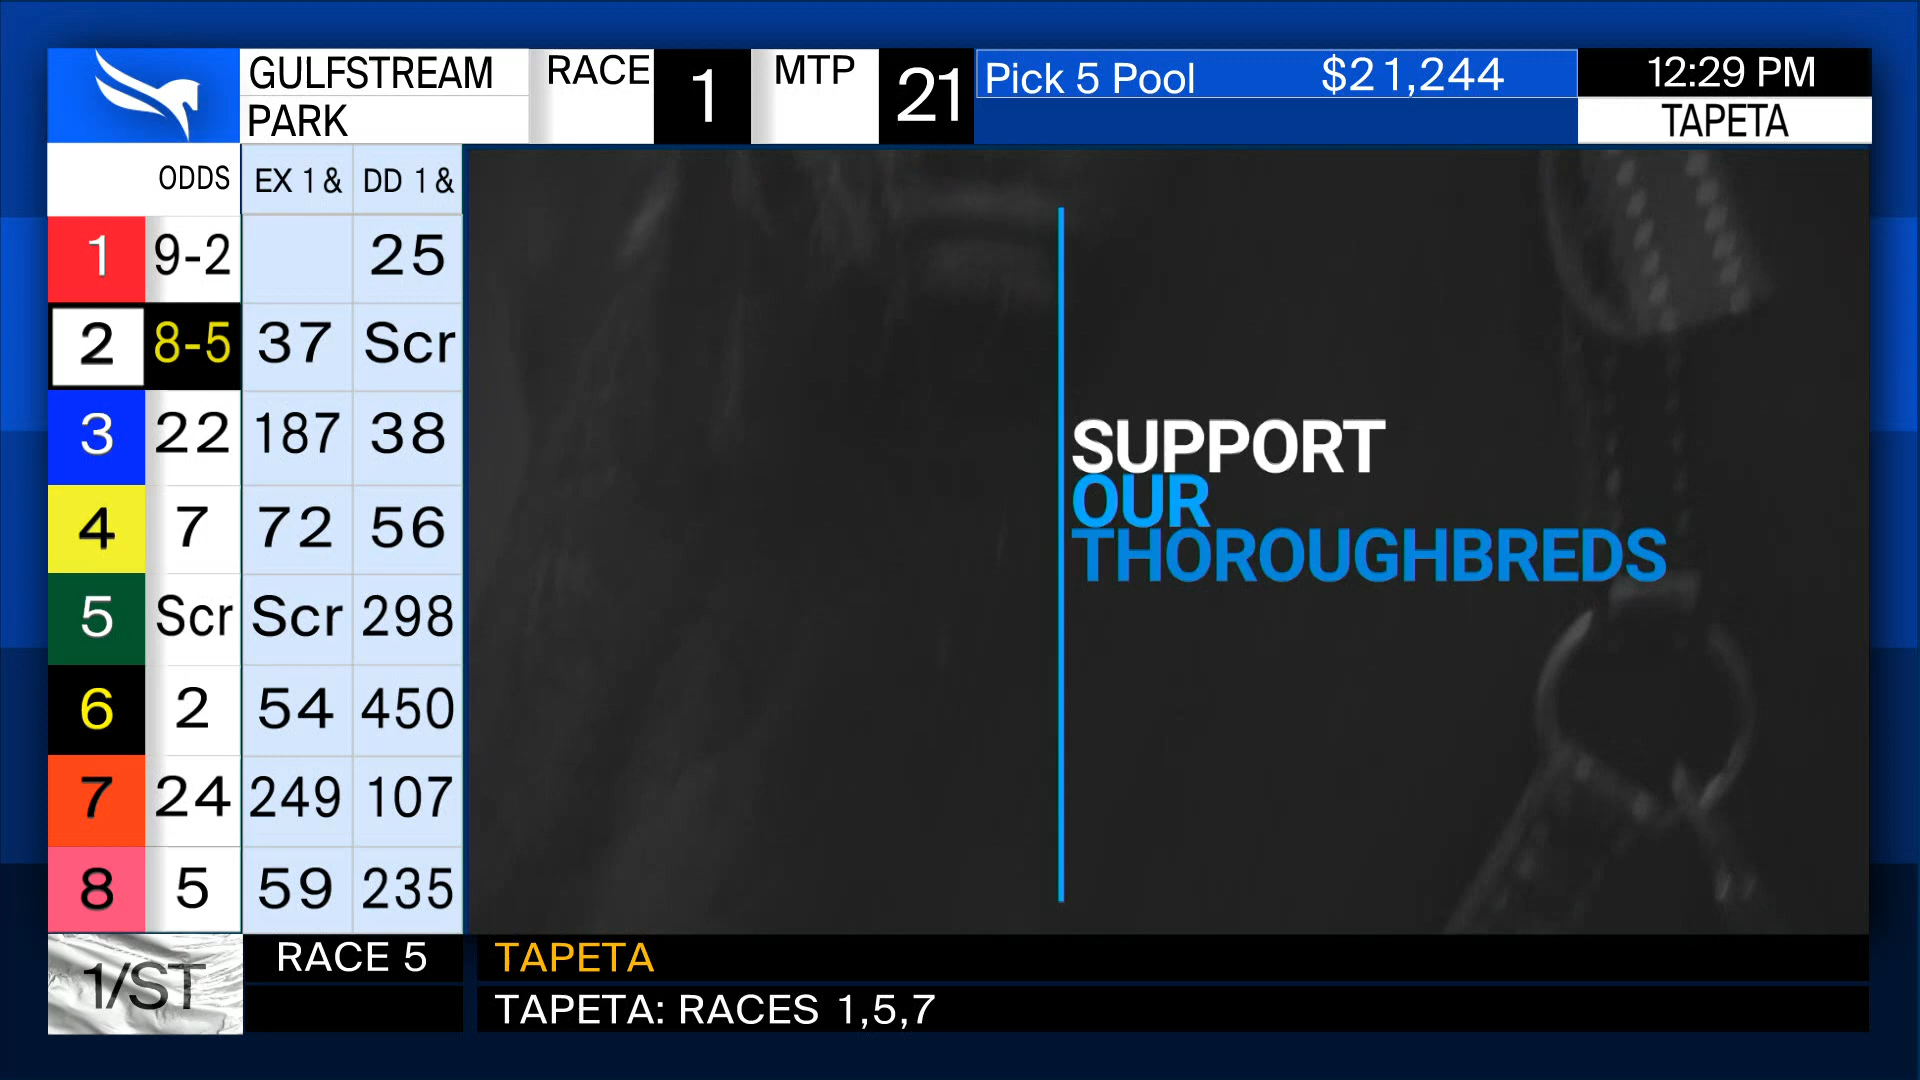 GULFSTREAM PARK RACE 1 MTP 21 Pick 5 Pool $21,244 12:29 PM
TAPETA
ODDS EX 1 & DD 1 &
1 9-2 25
2 8-5 37 Scr
3 22 187 38
4 7 72 56
5 Scr Scr 298
6 2 54 450
7 24 249 107
8 5 59 235
SUPPORT
OUR
THOROUGHBREDS
1/ST RACE 5 TAPETA
TAPETA: RACES 1,5,7